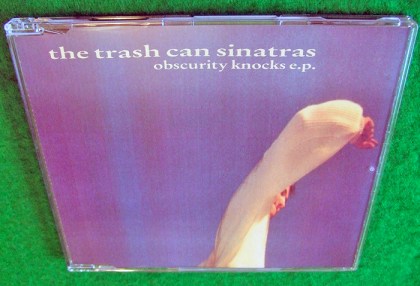 the trash can sinatras
obscurity knocks e.p.